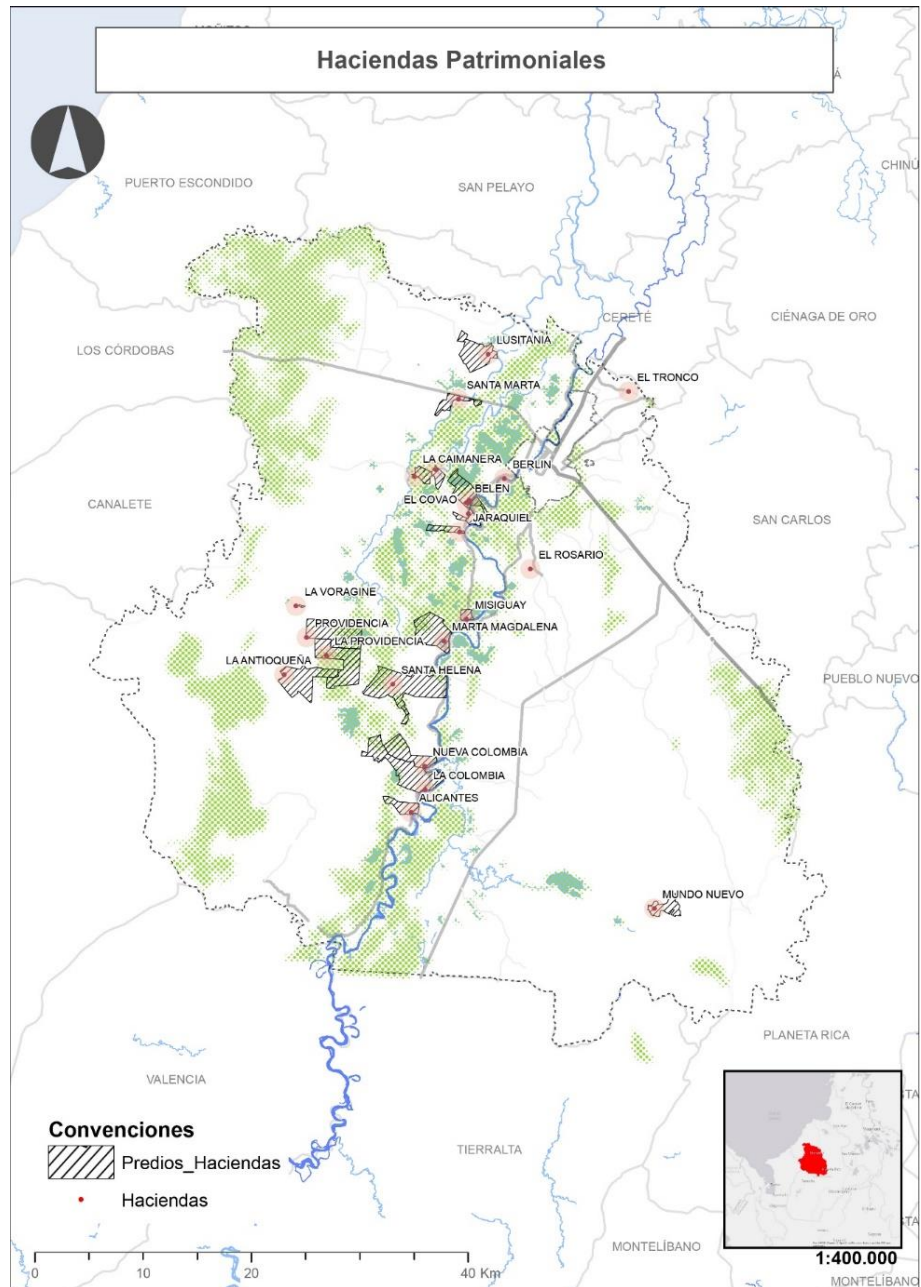 Haciendas Patrimoniales
PUERTO ESCONDIDO
SAN PELAYO
CHINÚ
CERETÉ
CIÉNAGA DE ORO
LOS CÓRDOBAS
LUSITANIA
EL TRONCO
SANTA MARTA
LA CAIMANERA
BERLIN
BELEN
EL COVAO
CANALETE
JARAQUIEL
SAN CARLOS
EL ROSARIO
LA VORAGINE
MISIGUAY
PROVIDENCIA
MARTA MAGDALENA
LA PROVIDENCIA
LA ANTIOQUEÑA
SANTA HELENA
PUEBLO NUEVO
NUEVA COLOMBIA
LA COLOMBIA
ALICANTES
MUNDO NUEVO
PLANETA RICA
VALENCIA
TIERRALTA
Convenciones
Predios_Haciendas
Haciendas
MONTELÍBANO
1:400.000
10 20 40 Km
MONTELÍBANO